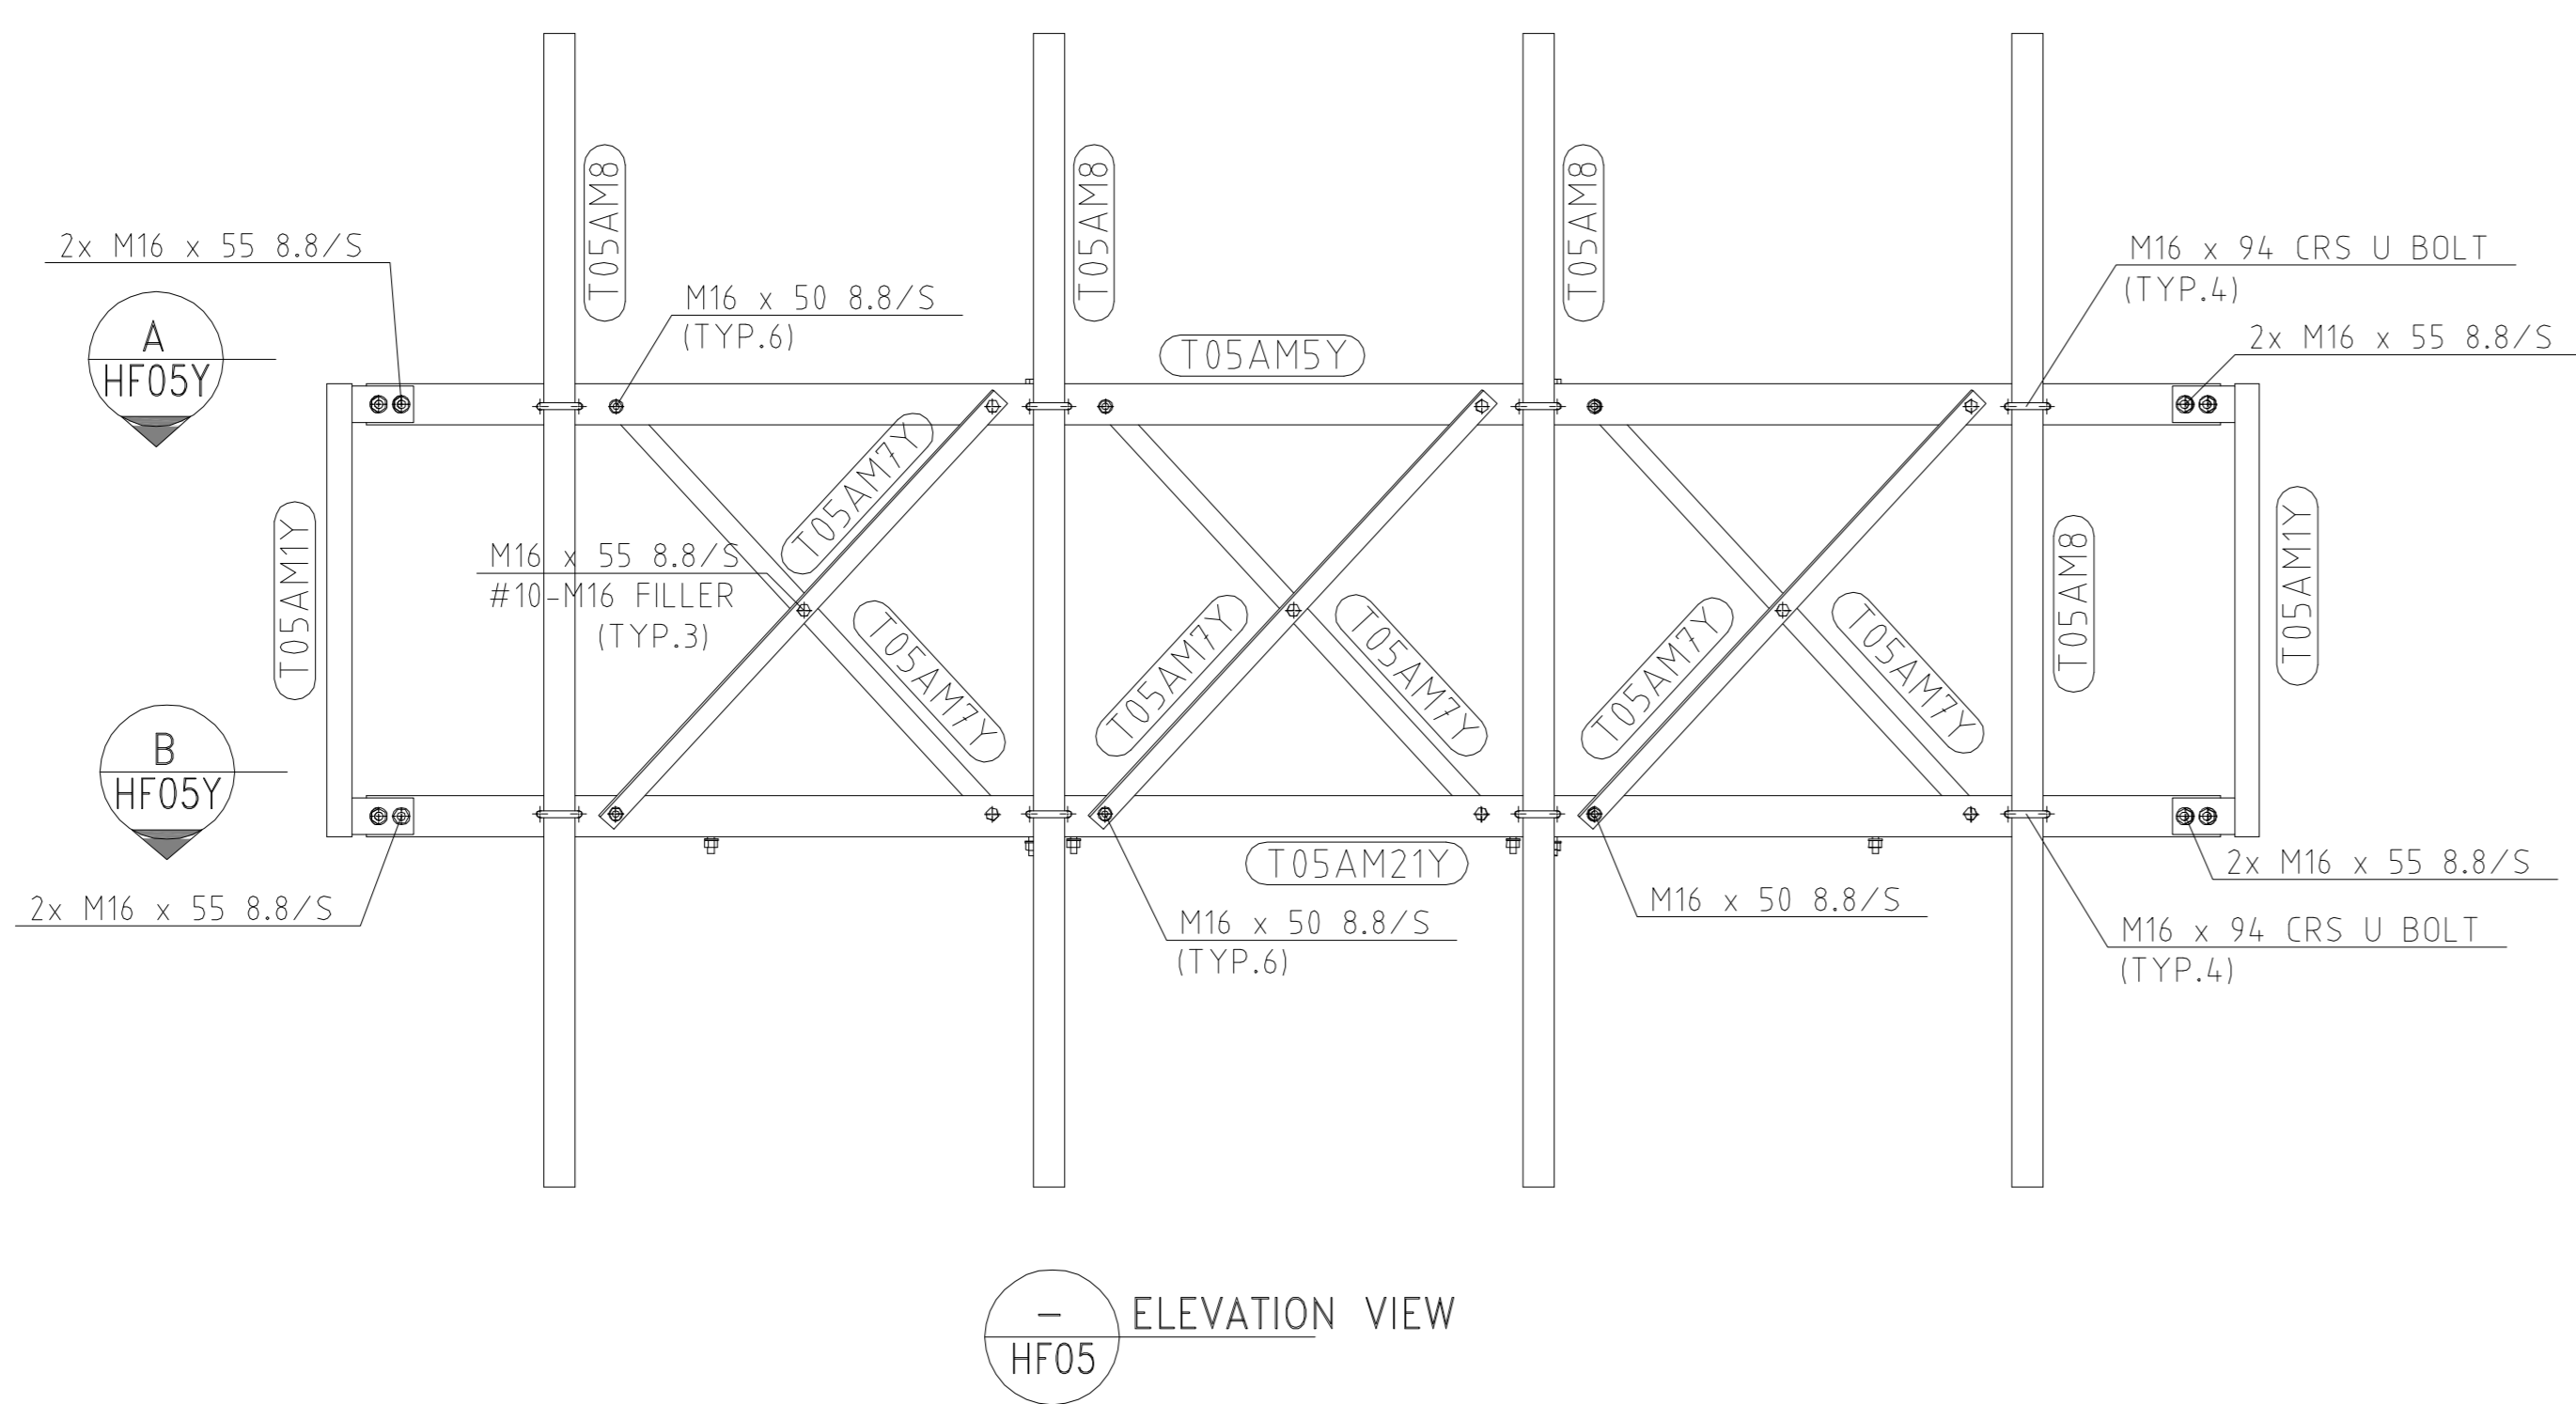 T05AM8
T05AM8
T05AM8
2x M16 x 55 8.8/S
M16 x 94 CRS U BOLT
(TYP.4)
M16 x 50 8.8/S
(TYP.6)
2x M16 x 55 8.8/S
A
HF05Y
T05AM5Y
T05AM7Y
T05AM1Y
M16 x 55 8.8/S
#10-M16 FILLER
(TYP.3)
T05AM7Y
T05AM7Y
T05AM7Y
T05AM7Y
T05AM7Y
T05AM8
T05AM1Y
B
HF05Y
T05AM21Y
2x M16 x 55 8.8/S
2x M16 x 55 8.8/S
M16 x 50 8.8/S
(TYP.6)
M16 x 50 8.8/S
M16 x 94 CRS U BOLT
(TYP.4)
– ELEVATION VIEW
HF05